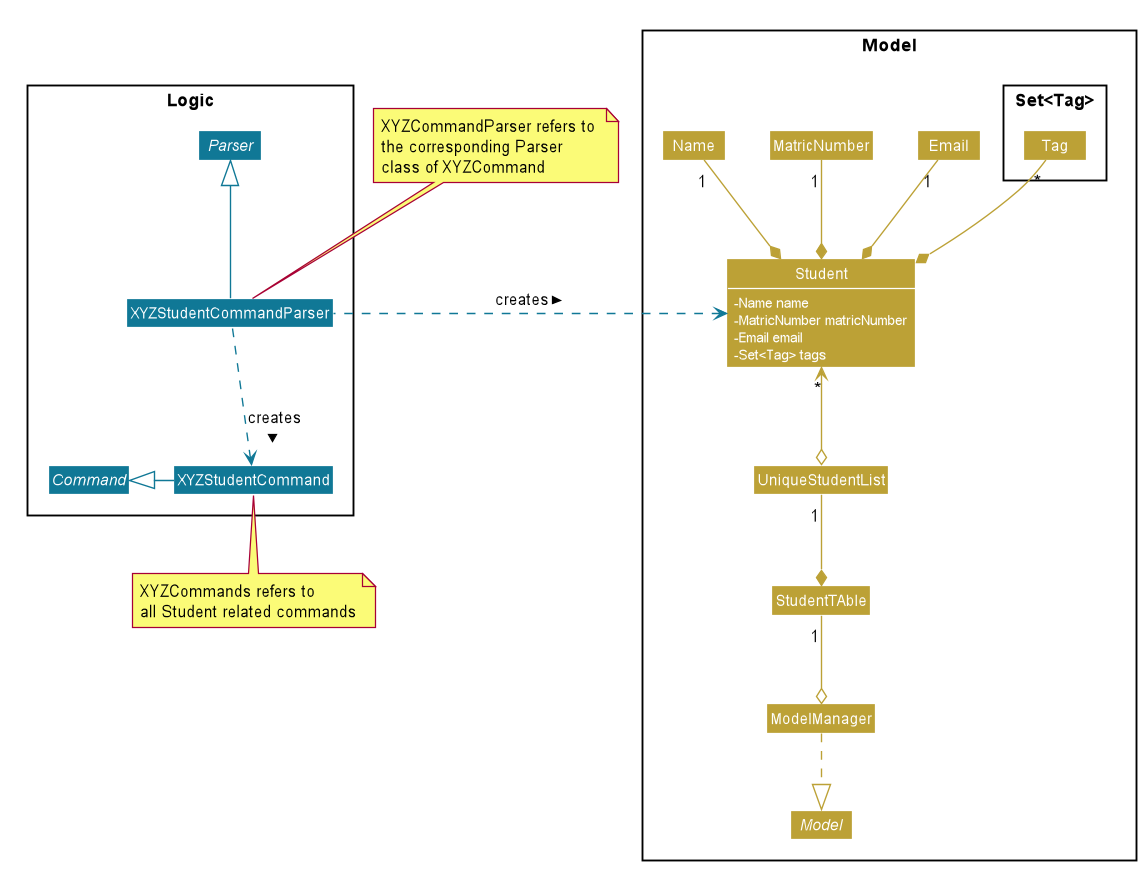 Model
Logic
Set<Tag>
XYZCommandParser refers to
the corresponding Parser
class of XYZCommand
Parser
Name
MatricNumber
Email
Tag
1
1
1
*
Student
-Name name
-MatricNumber matricNumber
-Email email
-Set<Tag> tags
creates
XYZStudentCommandParser
*
creates
Command
XYZStudentCommand
UniqueStudentList
1
XYZCommands refers to
all Student related commands
StudentTAble
1
ModelManager
Model